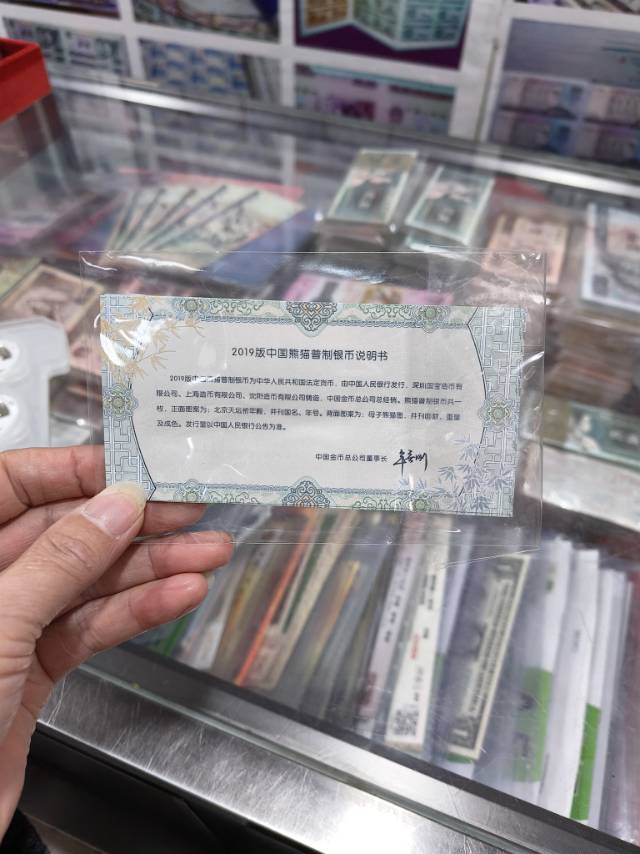 2019版中国熊猫普制银币说明书
2019版中国熊猫普制银币为中华人民共和国法定货币，由中国人民银行发行，深圳国宝造币有
限公司、上海造币有限公司、沈阳造币有限公司铸造，中国金币总公司总经销。熊猫普制银币共一
枚，正面图案为：北京天坛祈年殿，并刊国名、年号。背面图案为：母子熊猫图，并刊面额、重量
及成色。发行量以中国人民银行公告为准。
中国金币总公司董事长